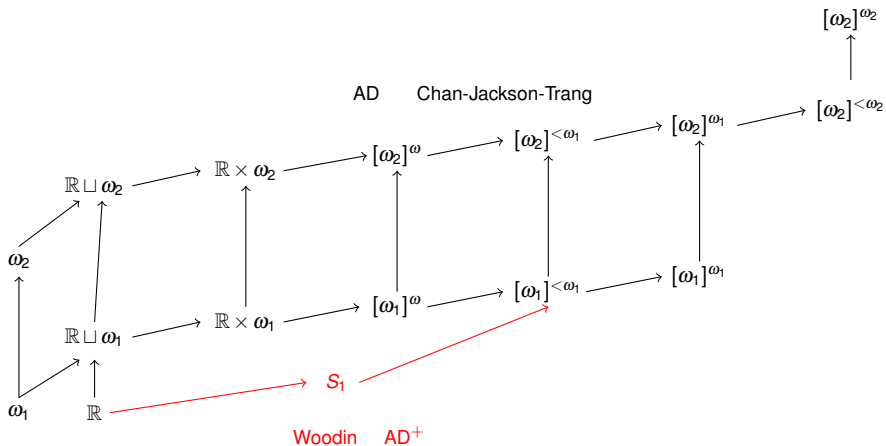 [ω₂]^ω₂
AD Chan-Jackson-Trang
[ω₂]^<ω₂
[ω₂]^ω₁
[ω₂]^<ω₁
[ω₂]^ω
ℝ × ω₂
ℝ ⊔ ω₂
ω₂
[ω₁]^ω₁
[ω₁]^<ω₁
[ω₁]^ω
ℝ × ω₁
ℝ ⊔ ω₁
S₁
ω₁ ℝ
Woodin AD⁺